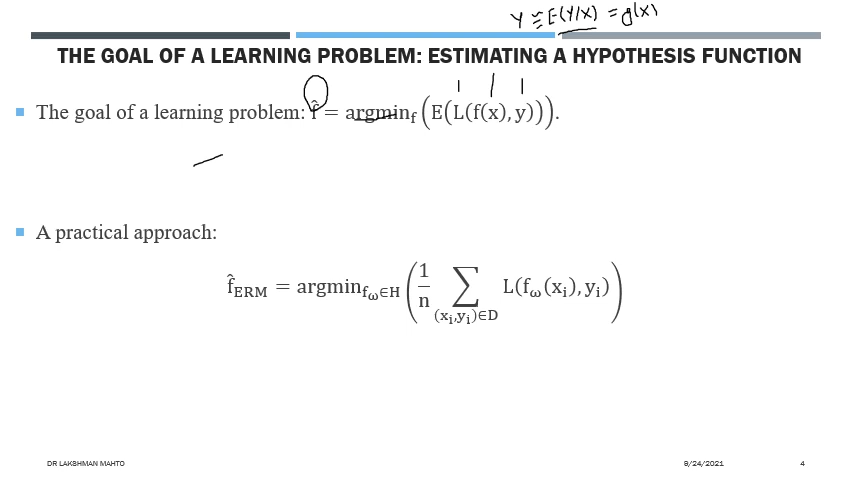 Y ≅ E(Y/X) = g(X)
THE GOAL OF A LEARNING PROBLEM: ESTIMATING A HYPOTHESIS FUNCTION
The goal of a learning problem: f̂ = argmin_f (E(L(f(x), y))).
A practical approach:
f̂_ERM = argmin_{f_ω∈H} (1/n ∑_{(x_i,y_i)∈D} L(f_ω(x_i), y_i))
DR LAKSHMAN MAHTO 9/24/2021 4